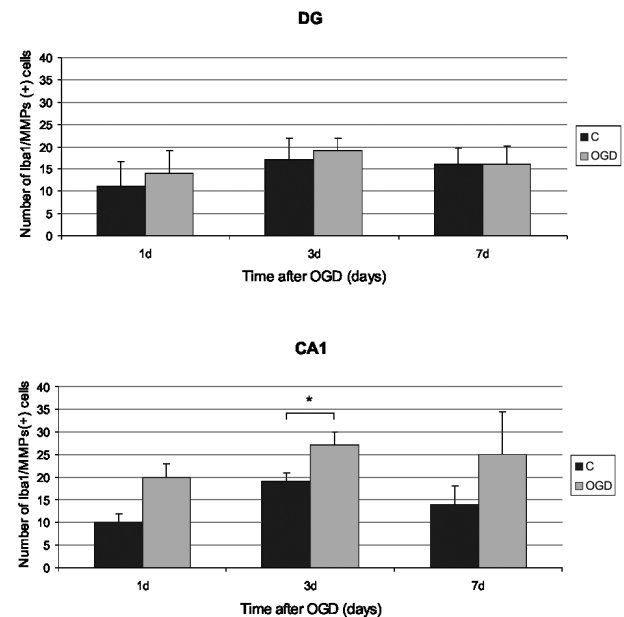 DG
Number of Iba1/MMPs (+) cells
40
35
30
25
20
15
10
5
0
1d
3d
7d
Time after OGD (days)
C
OGD
CA1
Number of Iba1/MMPs(+) cells
40
35
30
25
20
15
10
5
0
*
1d
3d
7d
Time after OGD (days)
C
OGD